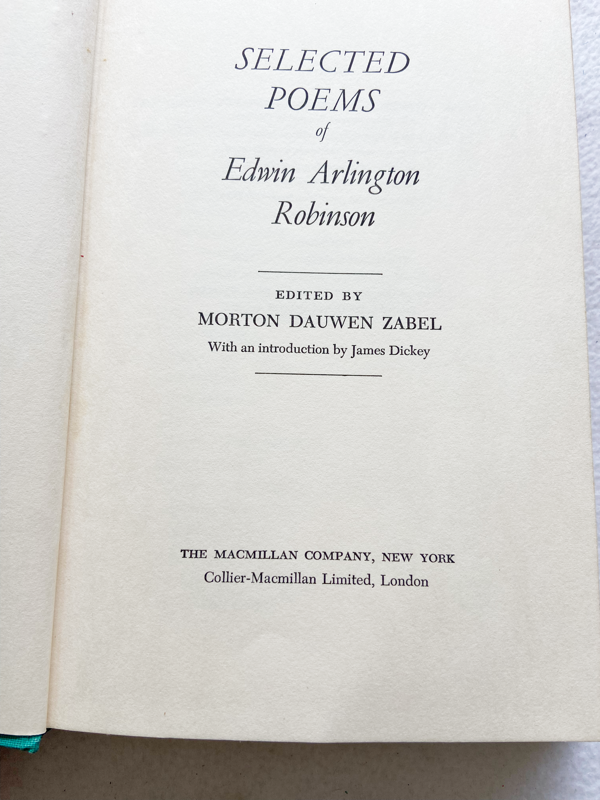 SELECTED
POEMS
of
Edwin Arlington
Robinson
EDITED BY
MORTON DAUWEN ZABEL
With an introduction by James Dickey
THE MACMILLAN COMPANY, NEW YORK
Collier-Macmillan Limited, London